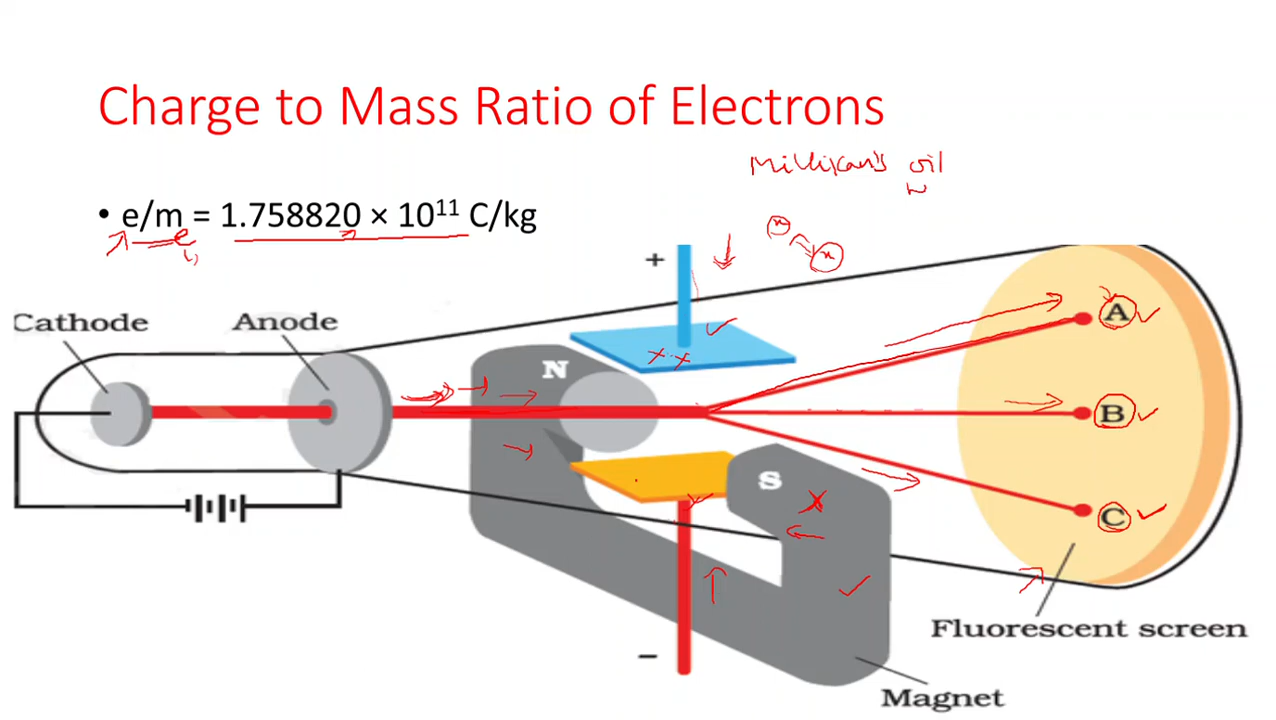 Charge to Mass Ratio of Electrons
Millikan's oil
• e/m = 1.758820 × 10¹¹ C/kg
e
+
Cathode
Anode
A
N
B
S
C
Fluorescent screen
−
Magnet